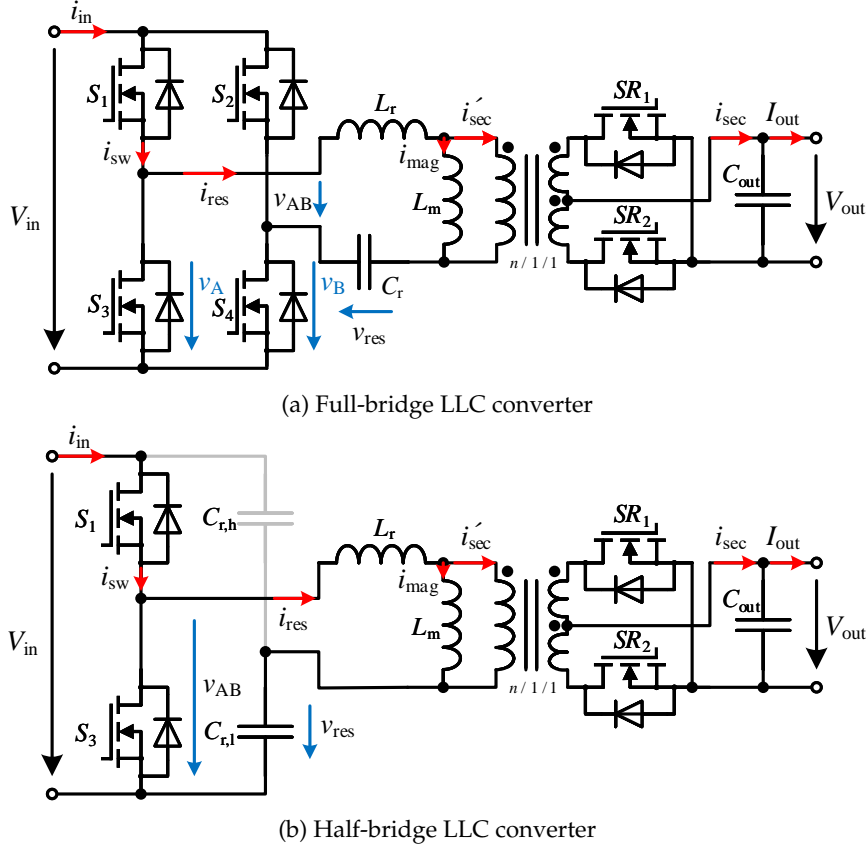 i_in
S_1
S_2
L_r
i′_sec
SR_1
i_sec
I_out
i_sw
i_res
v_AB
i_mag
L_m
C_out
V_in
V_out
SR_2
n / 1 / 1
S_3
v_A
S_4
v_B
C_r
v_res
(a) Full-bridge LLC converter
i_in
S_1
C_r,h
L_r
i′_sec
SR_1
i_sec
I_out
i_sw
i_res
i_mag
L_m
C_out
V_in
V_out
v_AB
SR_2
n / 1 / 1
S_3
C_r,l
v_res
(b) Half-bridge LLC converter